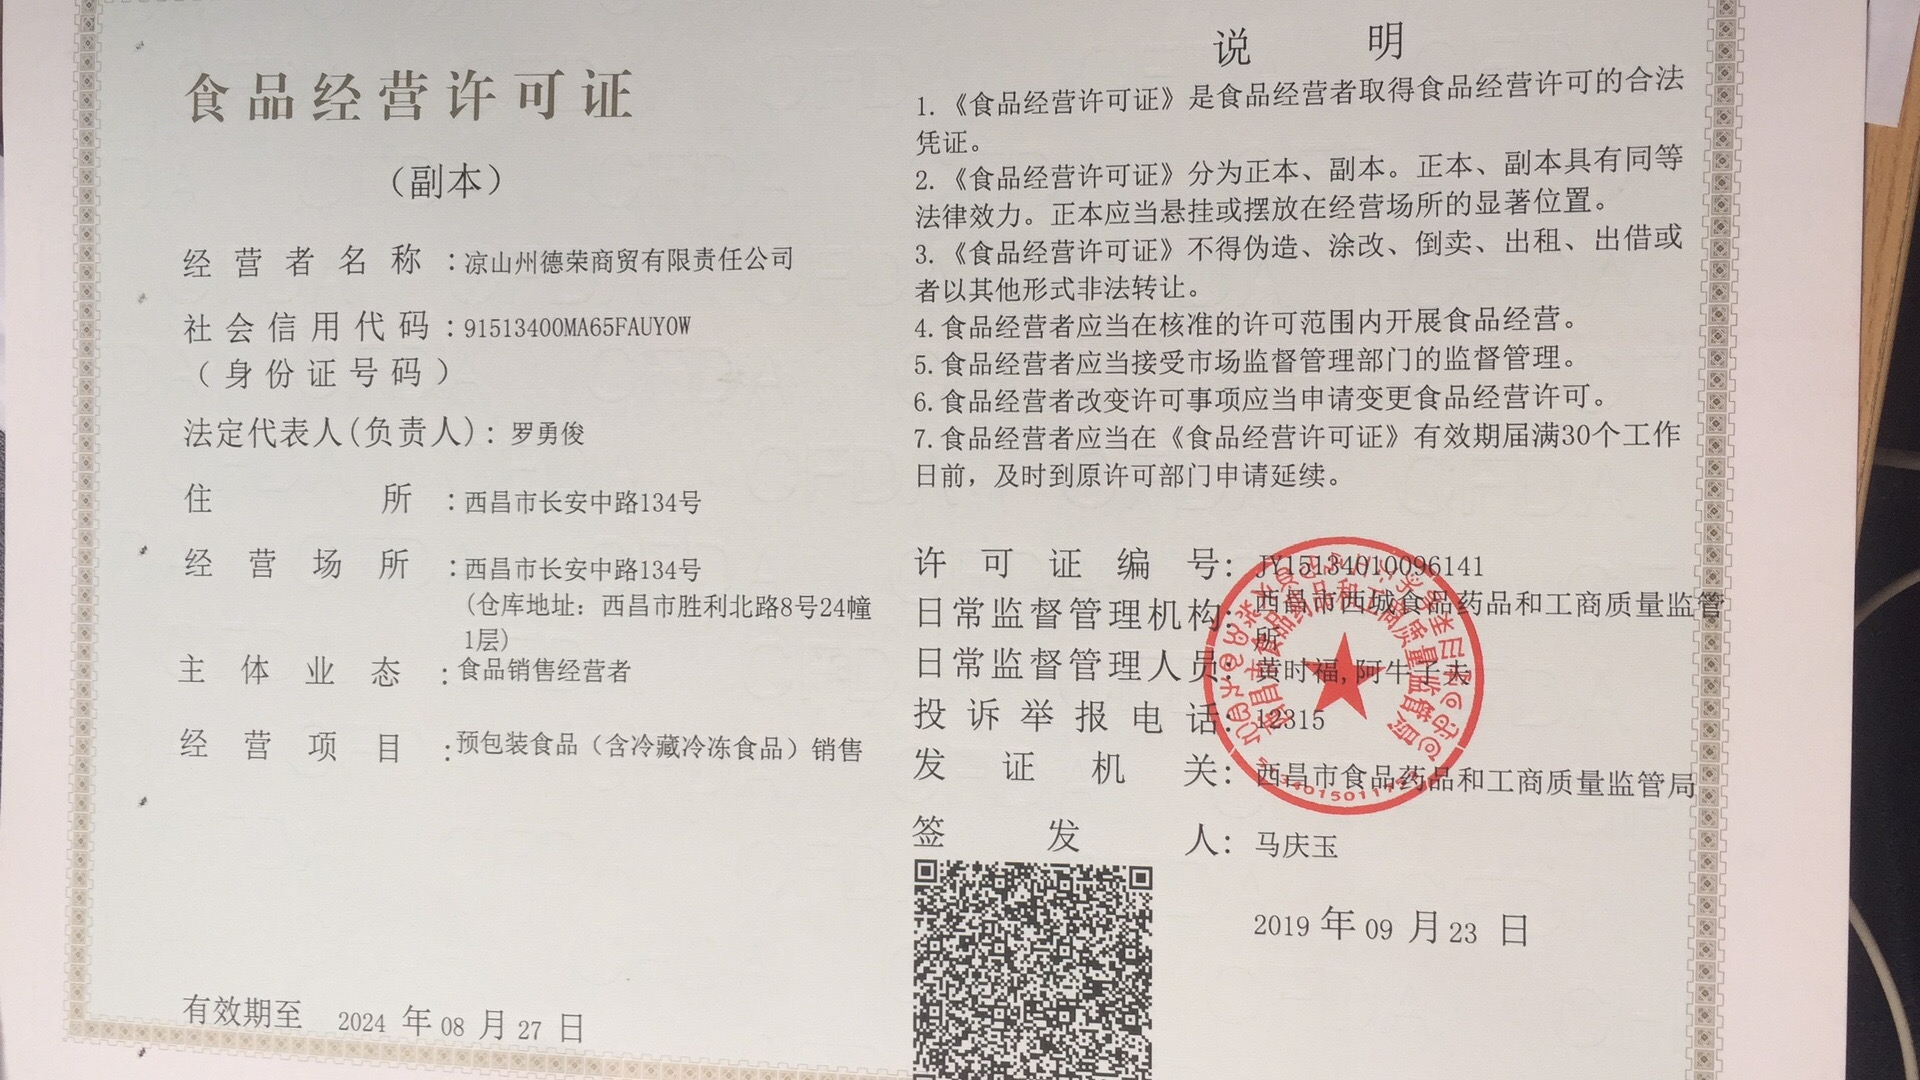 食品经营许可证
（副本）
经营者名称：凉山州德荣商贸有限责任公司
社会信用代码：91513400MA65FAUY0W
（身份证号码）
法定代表人(负责人)：罗勇俊
住所：西昌市长安中路134号
经营场所：西昌市长安中路134号
(仓库地址：西昌市胜利北路8号24幢
1层)
主体业态：食品销售经营者
经营项目：预包装食品（含冷藏冷冻食品）销售
有效期至 2024 年 08 月 27 日
说明
1.《食品经营许可证》是食品经营者取得食品经营许可的合法
凭证。
2.《食品经营许可证》分为正本、副本。正本、副本具有同等
法律效力。正本应当悬挂或摆放在经营场所的显著位置。
3.《食品经营许可证》不得伪造、涂改、倒卖、出租、出借或
者以其他形式非法转让。
4.食品经营者应当在核准的许可范围内开展食品经营。
5.食品经营者应当接受市场监督管理部门的监督管理。
6.食品经营者改变许可事项应当申请变更食品经营许可。
7.食品经营者应当在《食品经营许可证》有效期届满30个工作
日前，及时到原许可部门申请延续。
许可证编号：JY15134010096141
日常监督管理机构：西昌市西城食品药品和工商质量监管
所
日常监督管理人员：黄时福,阿牛子夫
投诉举报电话：12315
发证机关：西昌市食品药品和工商质量监管局
签发人：马庆玉
2019 年 09 月 23 日
西昌市食品药品和工商质量监督管